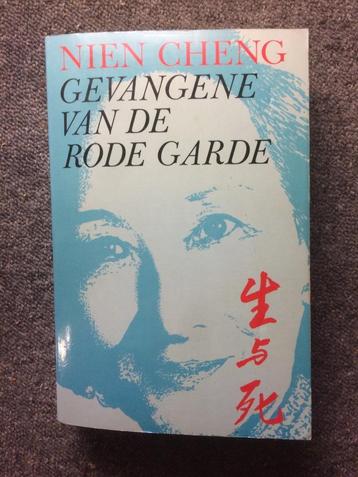 NIEN CHENG
GEVANGENE
VAN DE
RODE GARDE
生与死